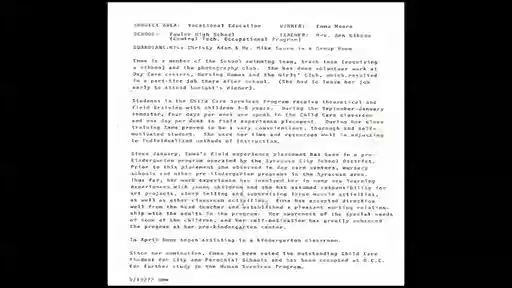 SUBJECT AREA: Vocational Education WINNER: Emma Moore
SCHOOL: Fowler High School TEACHER: Mrs. Ann Gibson
(Central Tech. Occupational Program)
GUARDIANS: Miss Christy Adam & Mr. Mike in a Group Home
Emma is a member of the School swimming team, track team (receiving
a ribbon) and the photography club. She has done volunteer work at
Day Care centers, Nursing Homes and the Girls' Club, which resulted
in a part-time job there after school. (She had to leave her job
early to attend tonight's dinner).
Students in the Child Care Services Program receive theoretical and
field training with children 3-6 years. During the September-January
semester, four days per week are spent in the Child Care classroom
and one day per week in field experience placement. During her
training Emma proved to be a very conscientious, thorough and self-
motivated student. She used her time and resources well in adjusting
to individualized methods of instruction.
Since January, Emma's field experience placement has been in a pre-
kindergarten program operated by the Syracuse City School District.
Prior to this placement she observed in day care centers, nursery
schools and other pre-kindergarten programs in the Syracuse area.
Thus far, her work experience has involved her in many new learning
experiences with young children and she has assumed responsibility for
art projects, story telling and supervising gross muscle activities,
as well as other classroom activities. Emma has accepted direction
well from the head teacher and established a pleasant working relation-
ship with the adults in the program. Her awareness of the special needs
of some of the children, and her self-motivation has greatly enhanced
the program at her pre-kindergarten center.
In April Emma began assisting in a kindergarten classroom.
Since her nomination, Emma has been voted the outstanding Child Care
Student for City and Parochial Schools and has been accepted at O.C.C.
for further study in the Human Services Program.